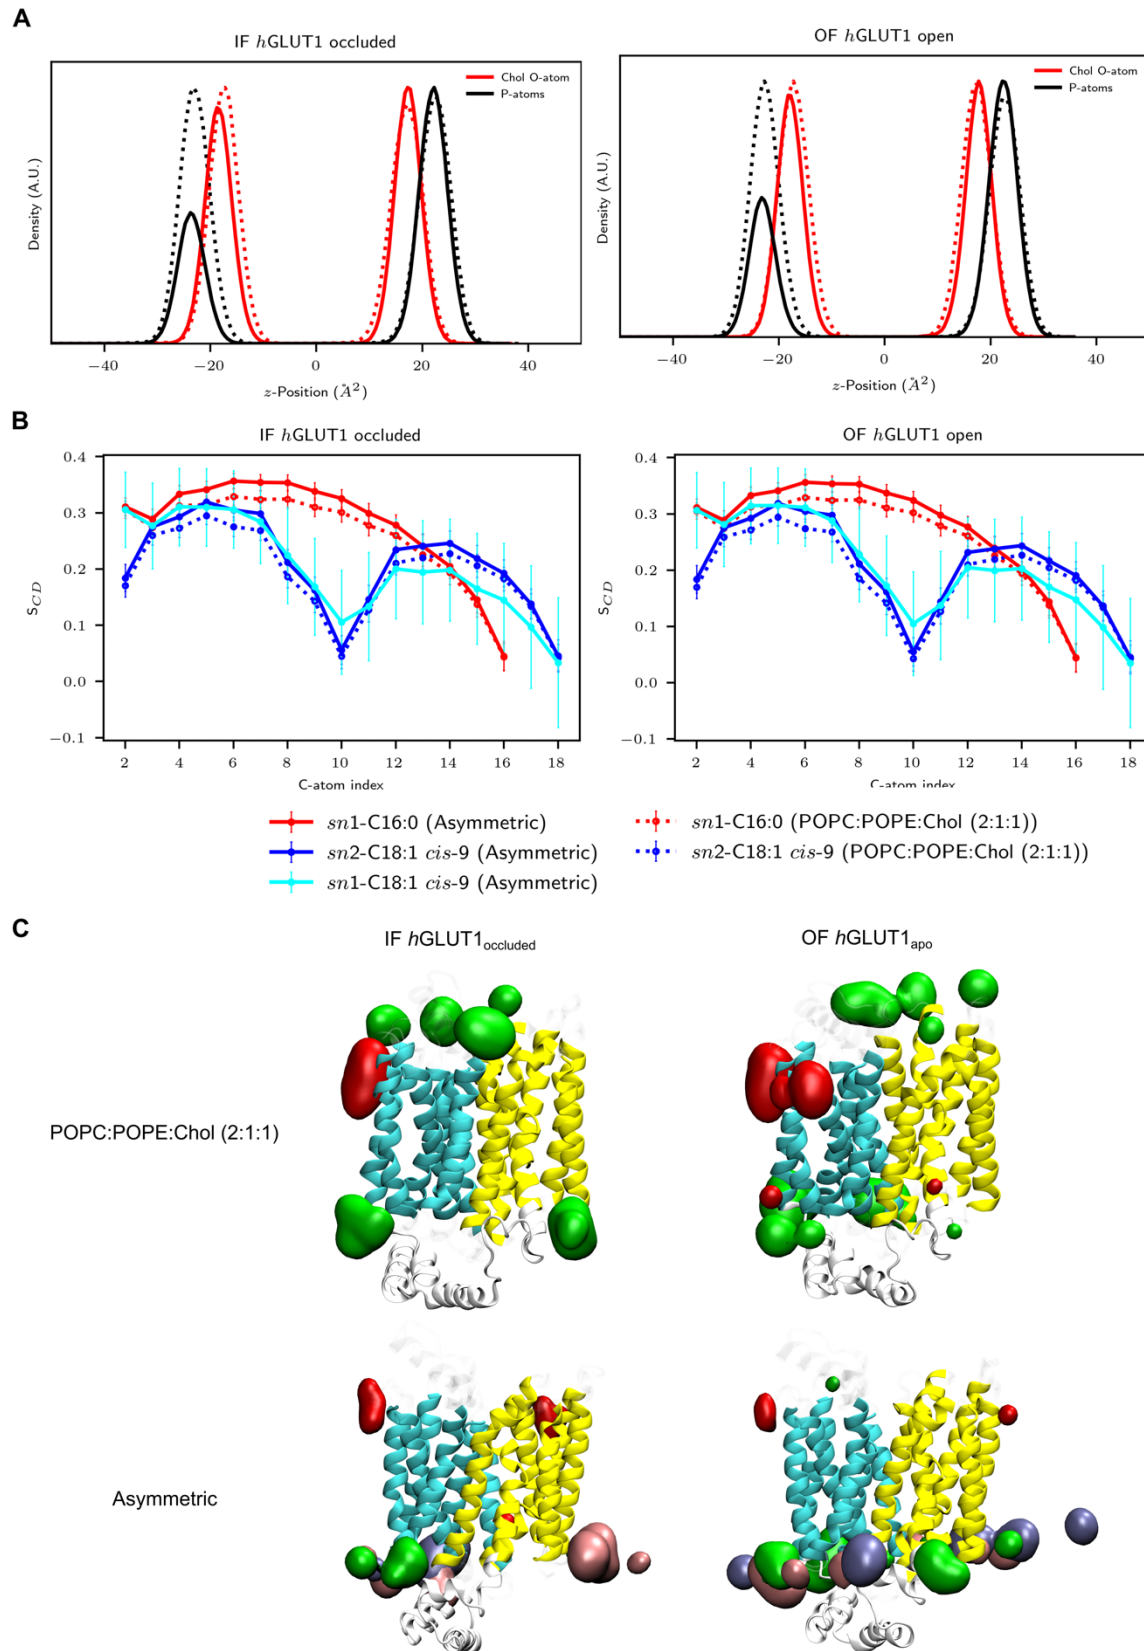 A
IF hGLUT1 occluded
Chol O-atom
P-atoms
Density (A.U.)
−40
−20
0
20
40
z-Position (Å²)
OF hGLUT1 open
Chol O-atom
P-atoms
Density (A.U.)
−40
−20
0
20
40
z-Position (Å²)
B
IF hGLUT1 occluded
0.4
0.3
0.2
0.1
0.0
−0.1
S_CD
2 4 6 8 10 12 14 16 18
C-atom index
OF hGLUT1 open
0.4
0.3
0.2
0.1
0.0
−0.1
2 4 6 8 10 12 14 16 18
C-atom index
sn1-C16:0 (Asymmetric)
sn2-C18:1 cis-9 (Asymmetric)
sn1-C18:1 cis-9 (Asymmetric)
sn1-C16:0 (POPC:POPE:Chol (2:1:1))
sn2-C18:1 cis-9 (POPC:POPE:Chol (2:1:1))
C
IF hGLUT1occluded
OF hGLUT1apo
POPC:POPE:Chol (2:1:1)
Asymmetric